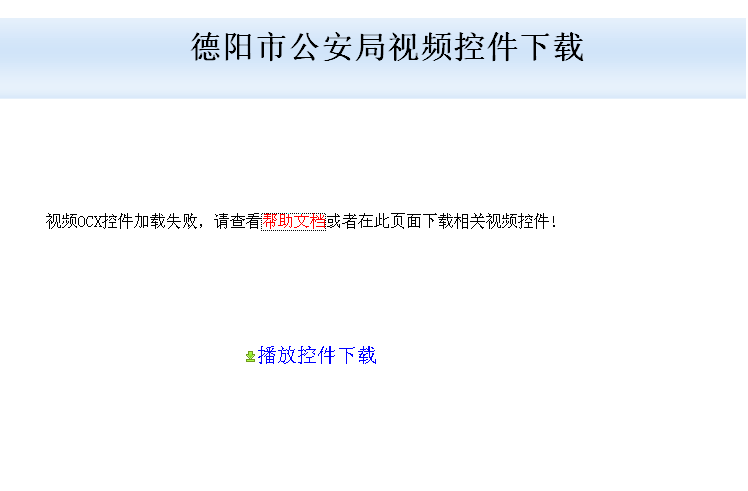 德阳市公安局视频控件下载
视频OCX控件加载失败，请查看帮助文档或者在此页面下载相关视频控件!
播放控件下载